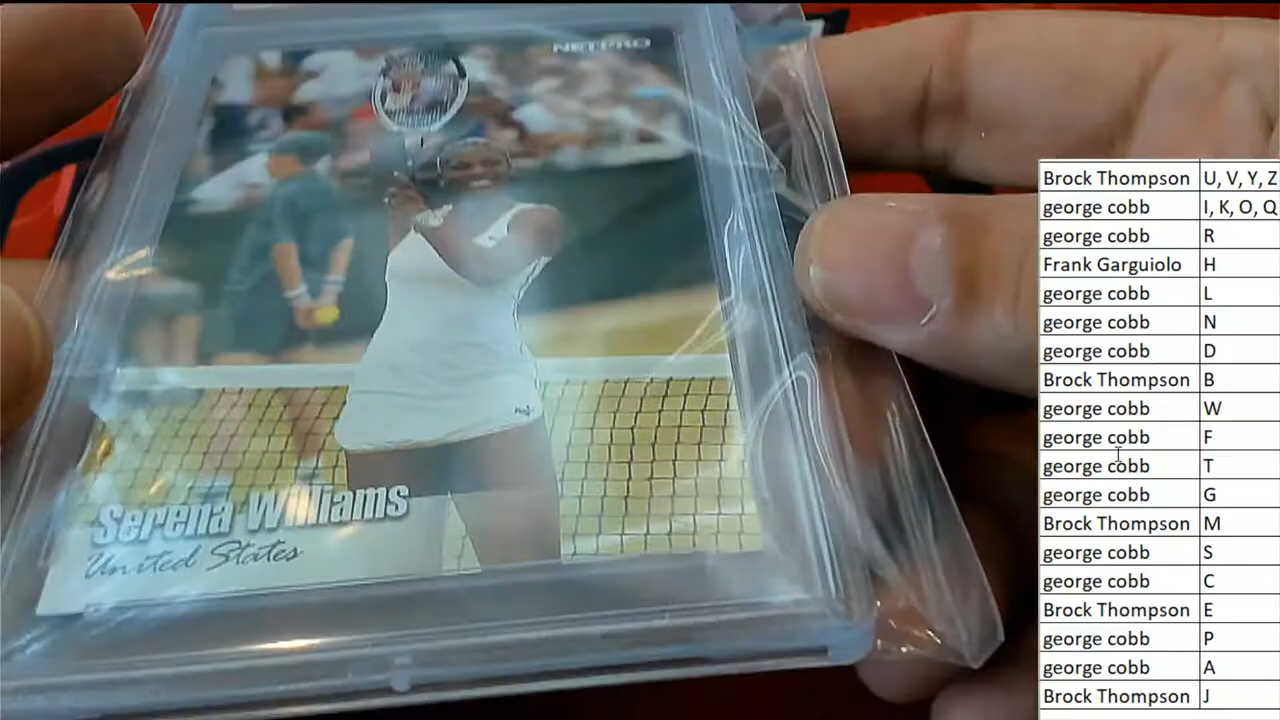 NETPRO
Serena Williams
United States
Brock Thompson U, V, Y, Z
george cobb I, K, O, Q
george cobb R
Frank Garguiolo H
george cobb L
george cobb N
george cobb D
Brock Thompson B
george cobb W
george cobb F
george cobb T
george cobb G
Brock Thompson M
george cobb S
george cobb C
Brock Thompson E
george cobb P
george cobb A
Brock Thompson J